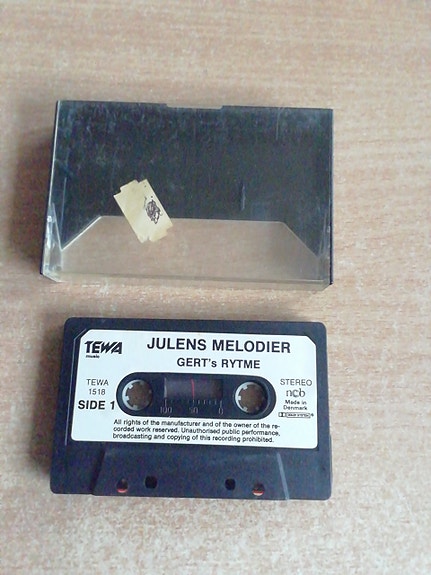 TEWA
music
JULENS MELODIER
GERT's RYTME
TEWA
1518
SIDE 1
100 50 0
STEREO
ncb
Made in
Denmark
All rights of the manufacturer and of the owner of the re-
corded work reserved. Unauthorised public performance,
broadcasting and copying of this recording prohibited.